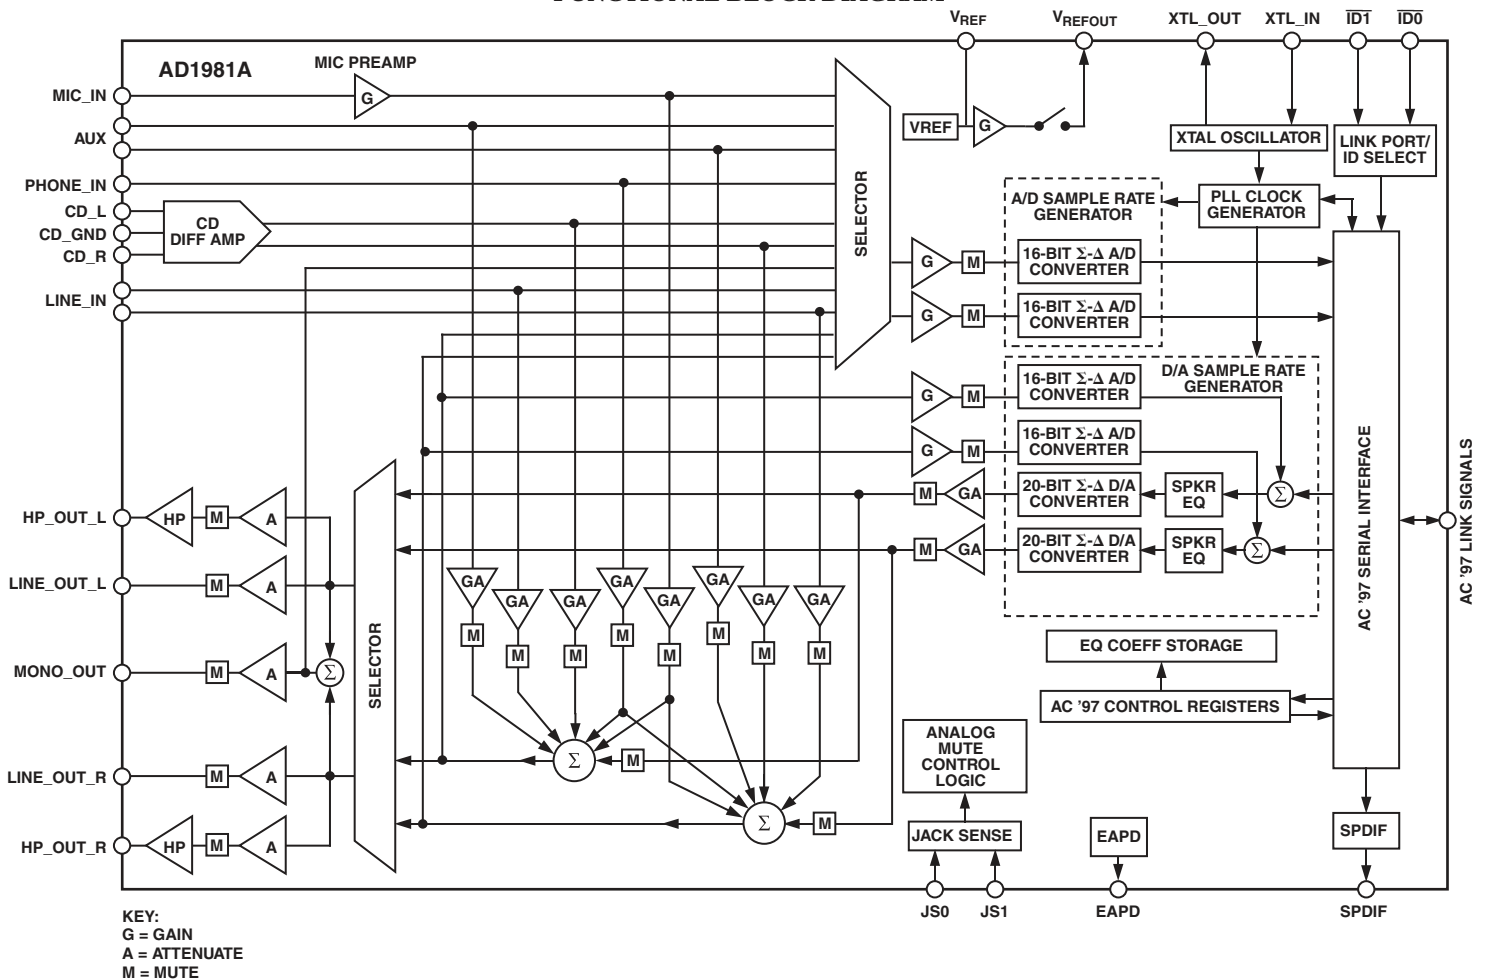 FUNCTIONAL BLOCK DIAGRAM
VREF
VREFOUT
XTL_OUT
XTL_IN
ID1
ID0
AD1981A
MIC PREAMP
MIC_IN
G
AUX
PHONE_IN
CD_L
CD_GND
CD_R
CD
DIFF AMP
LINE_IN
SELECTOR
VREF
G
XTAL OSCILLATOR
LINK PORT/
ID SELECT
PLL CLOCK
GENERATOR
A/D SAMPLE RATE
GENERATOR
G
M
16-BIT Σ-Δ A/D
CONVERTER
G
M
16-BIT Σ-Δ A/D
CONVERTER
D/A SAMPLE RATE
GENERATOR
G
M
16-BIT Σ-Δ A/D
CONVERTER
G
M
16-BIT Σ-Δ A/D
CONVERTER
M
GA
20-BIT Σ-Δ D/A
CONVERTER
SPKR
EQ
Σ
M
GA
20-BIT Σ-Δ D/A
CONVERTER
SPKR
EQ
Σ
AC '97 SERIAL INTERFACE
AC '97 LINK SIGNALS
HP_OUT_L
HP
M
A
LINE_OUT_L
M
A
MONO_OUT
M
A
Σ
LINE_OUT_R
M
A
HP_OUT_R
HP
M
A
SELECTOR
GA
GA
GA
GA
GA
GA
GA
GA
M
M
M
M
M
M
M
M
Σ
M
Σ
M
EQ COEFF STORAGE
AC '97 CONTROL REGISTERS
ANALOG
MUTE
CONTROL
LOGIC
JACK SENSE
EAPD
SPDIF
JS0
JS1
EAPD
SPDIF
KEY:
G = GAIN
A = ATTENUATE
M = MUTE